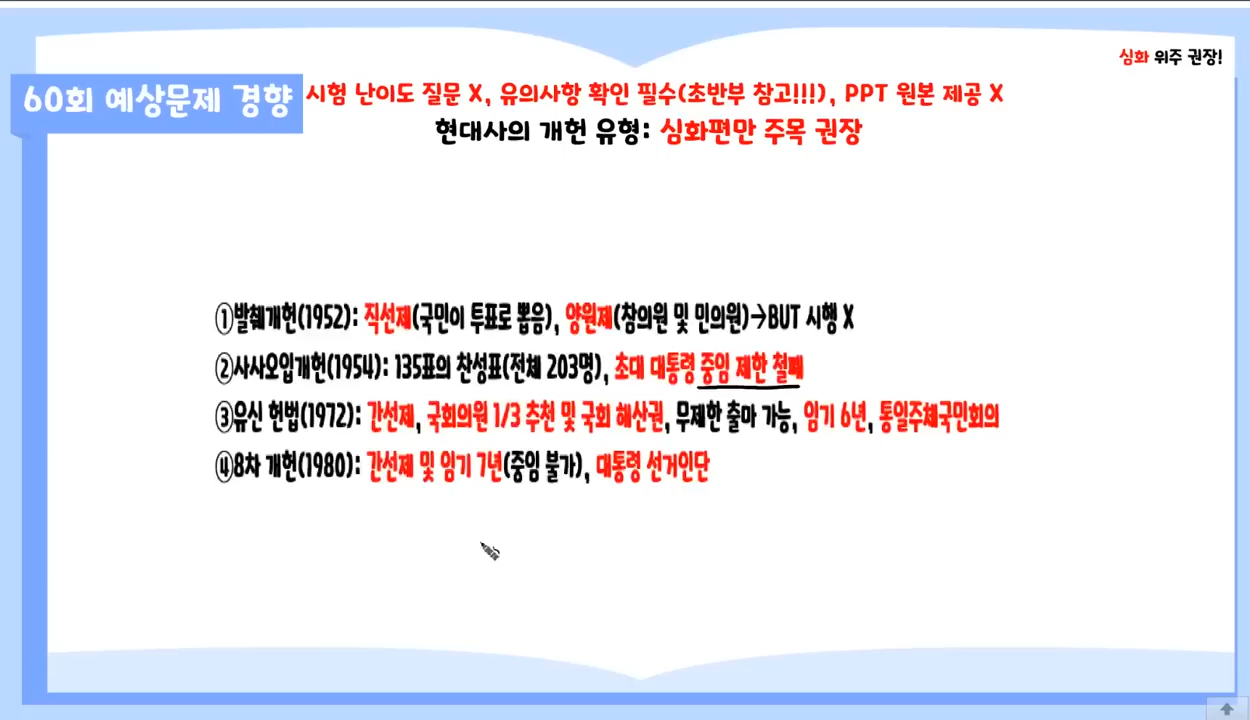 심화 위주 권장!
60회 예상문제 경향
시험 난이도 질문 X, 유의사항 확인 필수(초반부 참고!!!), PPT 원본 제공 X
현대사의 개헌 유형: 심화편만 주목 권장
①발췌개헌(1952): 직선제(국민이 투표로 뽑음), 양원제(참의원 및 민의원)→BUT 시행 X
②사사오입개헌(1954): 135표의 찬성표(전체 203명), 초대 대통령 중임 제한 철폐
③유신 헌법(1972): 간선제, 국회의원 1/3 추천 및 국회 해산권, 무제한 출마 가능, 임기 6년, 통일주체국민회의
④8차 개헌(1980): 간선제 및 임기 7년(중임 불가), 대통령 선거인단